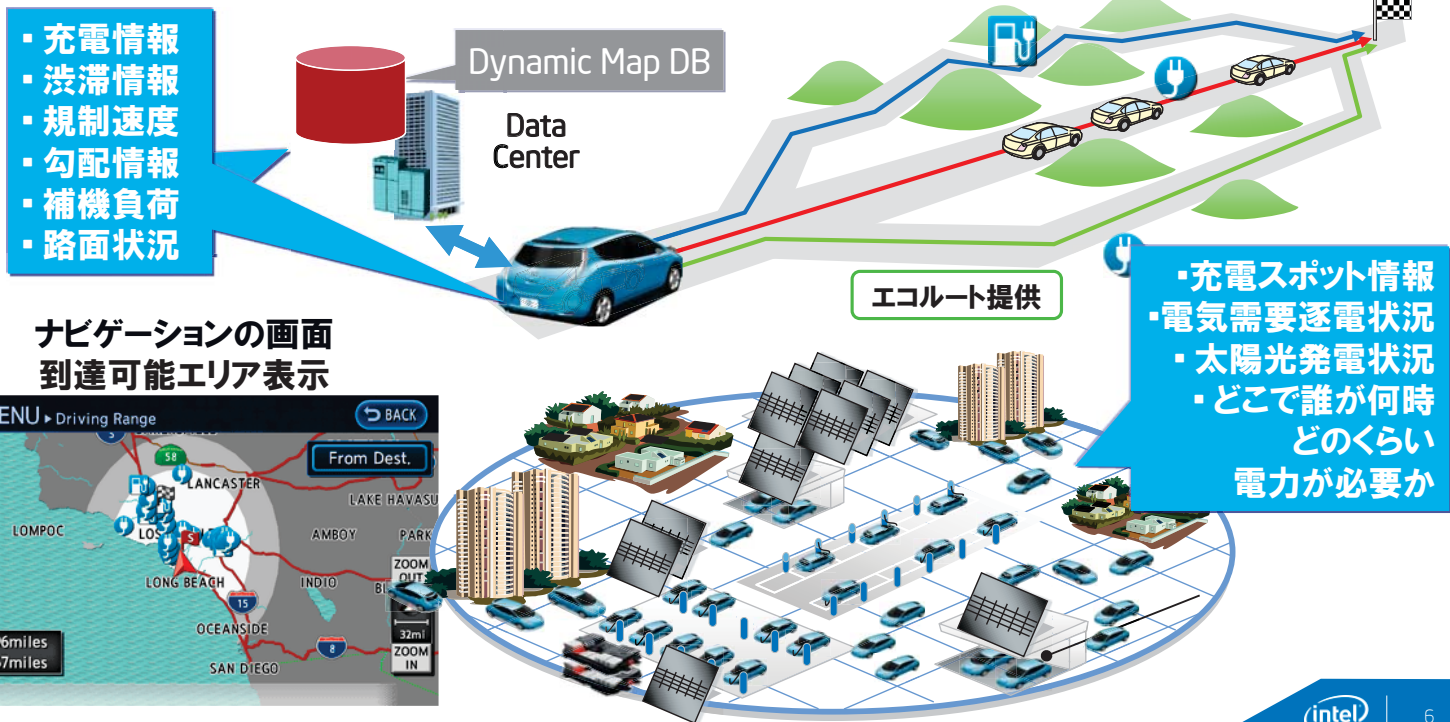 ▪ 充電情報
▪ 渋滞情報
▪ 規制速度
▪ 勾配情報
▪ 補機負荷
▪ 路面状況
Dynamic Map DB
Data
Center
エコルート提供
▪充電スポット情報
▪電気需要逐電状況
▪ 太陽光発電状況
▪ どこで誰が何時
どのくらい
電力が必要か
ナビゲーションの画面
到達可能エリア表示
ENU ▸ Driving Range
BACK
From Dest.
5
58
LANCASTER
LAKE HAVASU
LOMPOC
LOS
5
AMBOY
PARK
LONG BEACH
INDIO
ZOOM
OUT
15
OCEANSIDE
32mi
8
ZOOM
IN
SAN DIEGO
6miles
7miles
intel
6